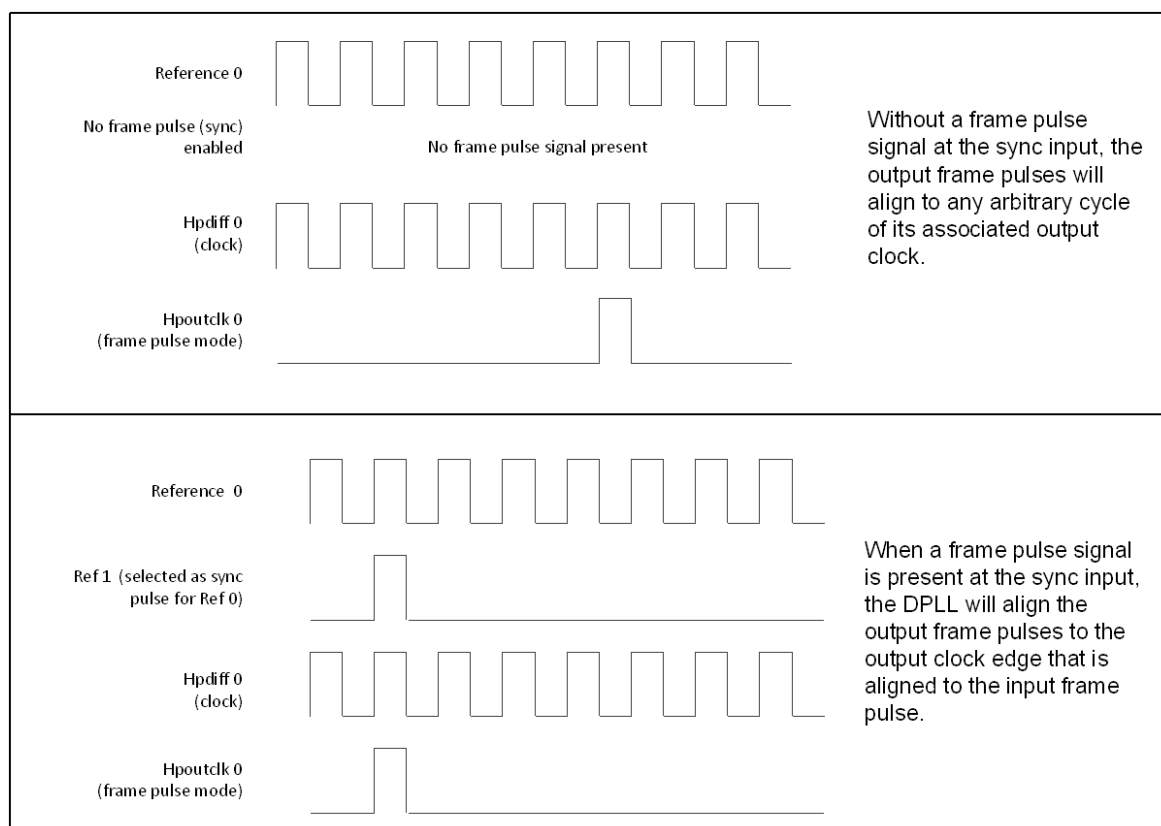 Reference 0
No frame pulse (sync)
enabled
No frame pulse signal present
Hpdiff 0
(clock)
Hpoutclk 0
(frame pulse mode)
Without a frame pulse
signal at the sync input, the
output frame pulses will
align to any arbitrary cycle
of its associated output
clock.
Reference 0
Ref 1 (selected as sync
pulse for Ref 0)
Hpdiff 0
(clock)
Hpoutclk 0
(frame pulse mode)
When a frame pulse signal
is present at the sync input,
the DPLL will align the
output frame pulses to the
output clock edge that is
aligned to the input frame
pulse.